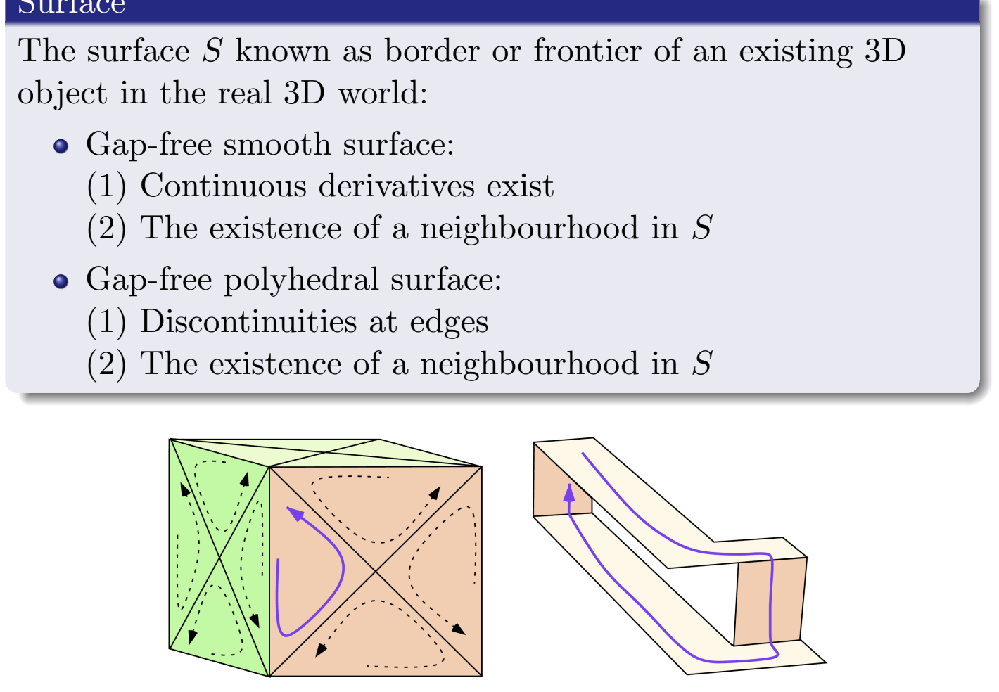 Surface
The surface S known as border or frontier of an existing 3D
object in the real 3D world:
Gap-free smooth surface:
(1) Continuous derivatives exist
(2) The existence of a neighbourhood in S
Gap-free polyhedral surface:
(1) Discontinuities at edges
(2) The existence of a neighbourhood in S